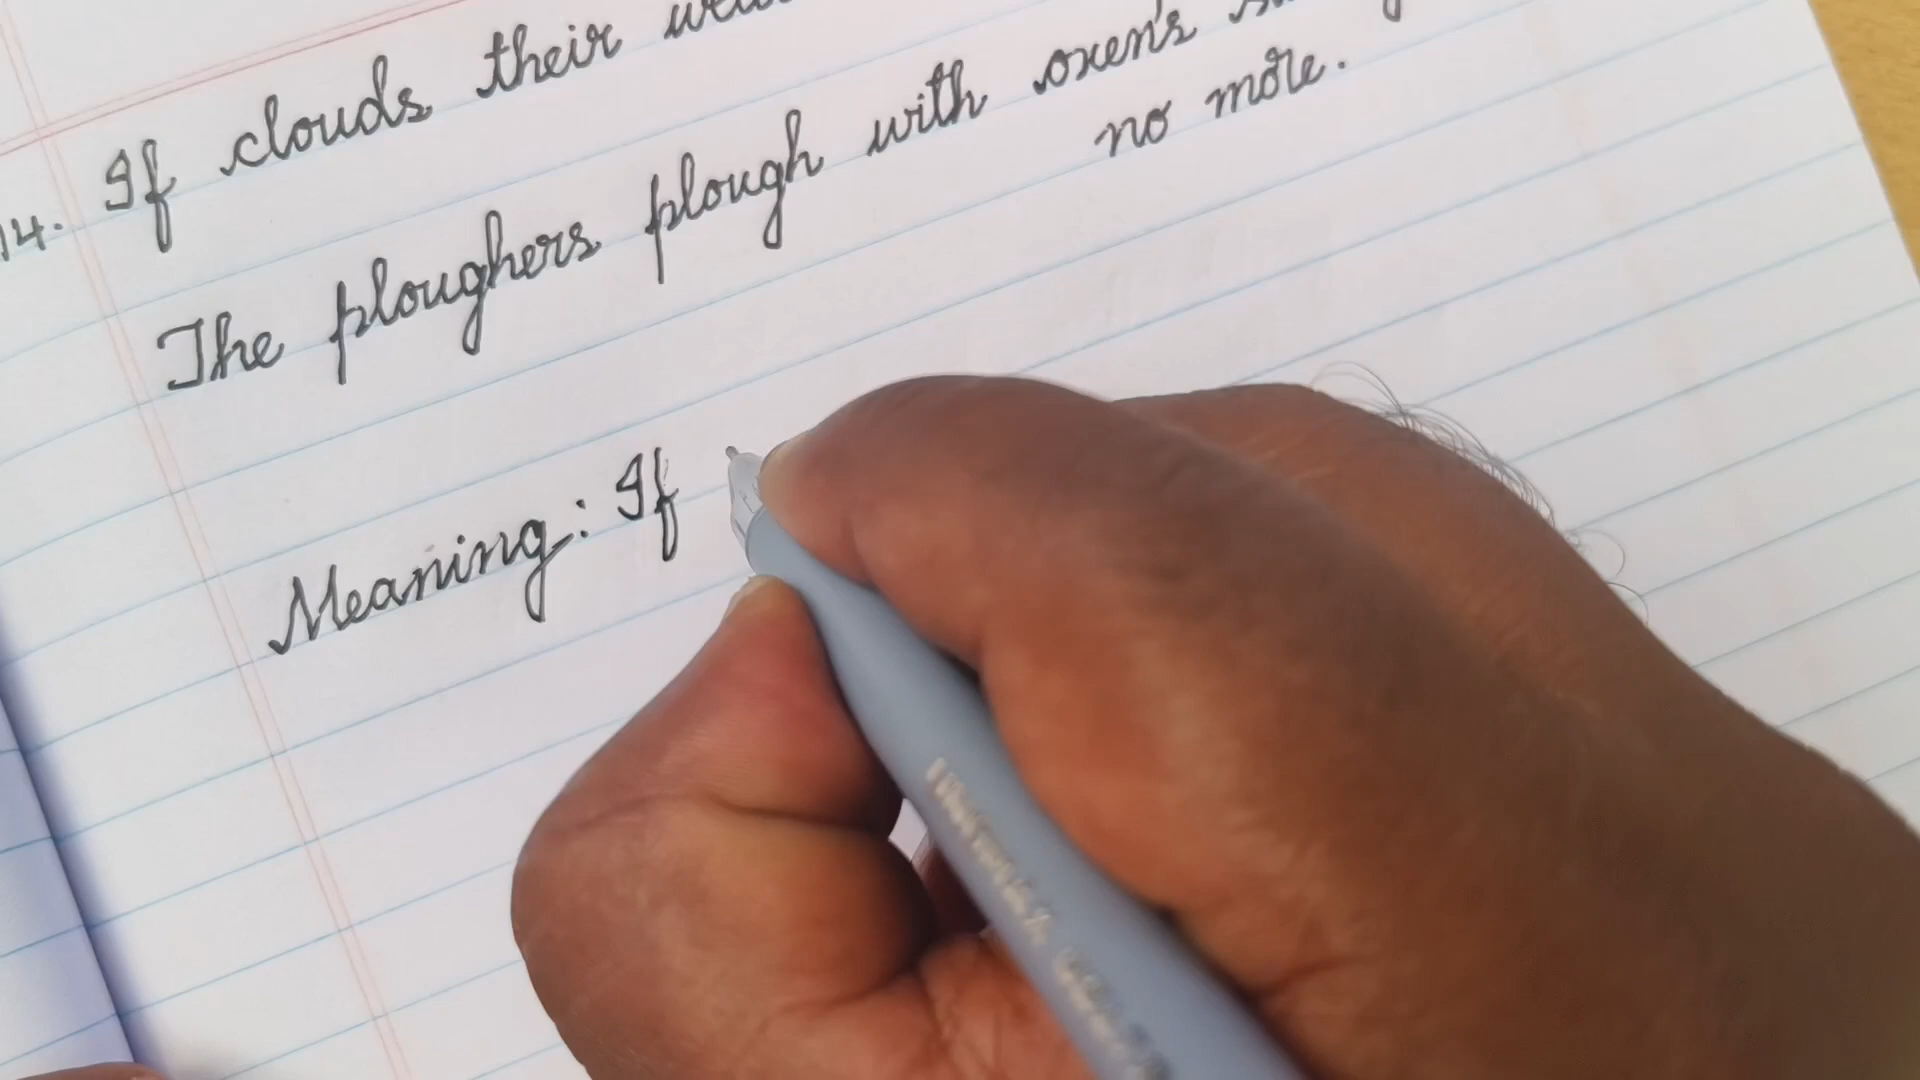 14. If clouds their
The ploughers plough with oxen's
no more.
Meaning: If